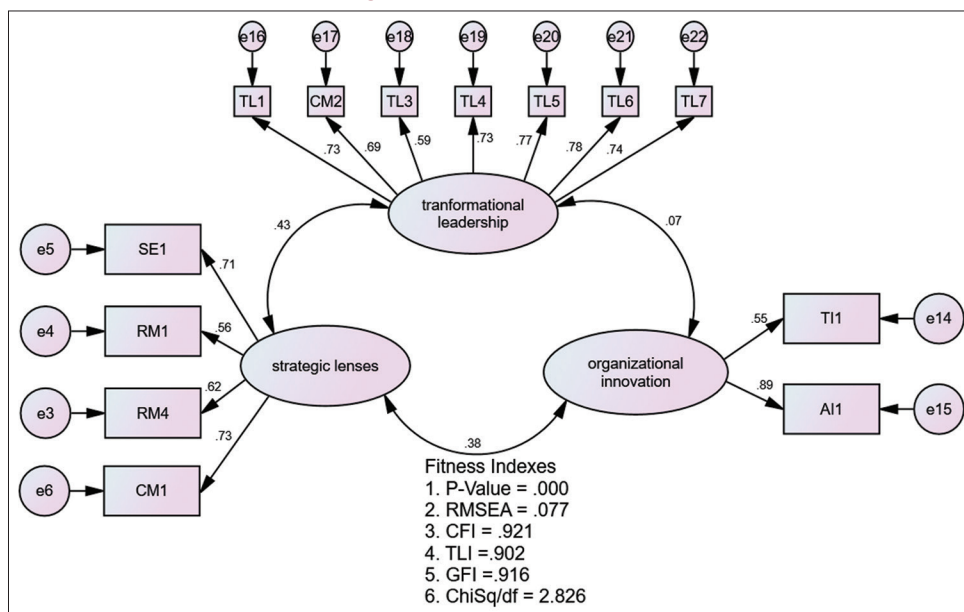 e16 e17 e18 e19 e20 e21 e22
TL1 CM2 TL3 TL4 TL5 TL6 TL7
.73 .69 .59 .73 .77 .78 .74
tranformational
leadership
.43 .07
e5 SE1 .71
e4 RM1 .56
e3 RM4 .62
e6 CM1 .73
strategic lenses
organizational
innovation
.55 TI1 e14
.89 AI1 e15
.38
Fitness Indexes
1. P-Value = .000
2. RMSEA = .077
3. CFI = .921
4. TLI =.902
5. GFI =.916
6. ChiSq/df = 2.826